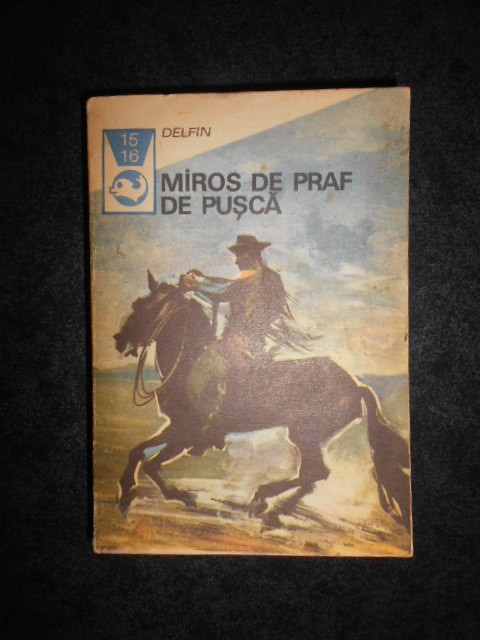 15
16
DELFIN
MIROS DE PRAF
DE PUȘCĂ